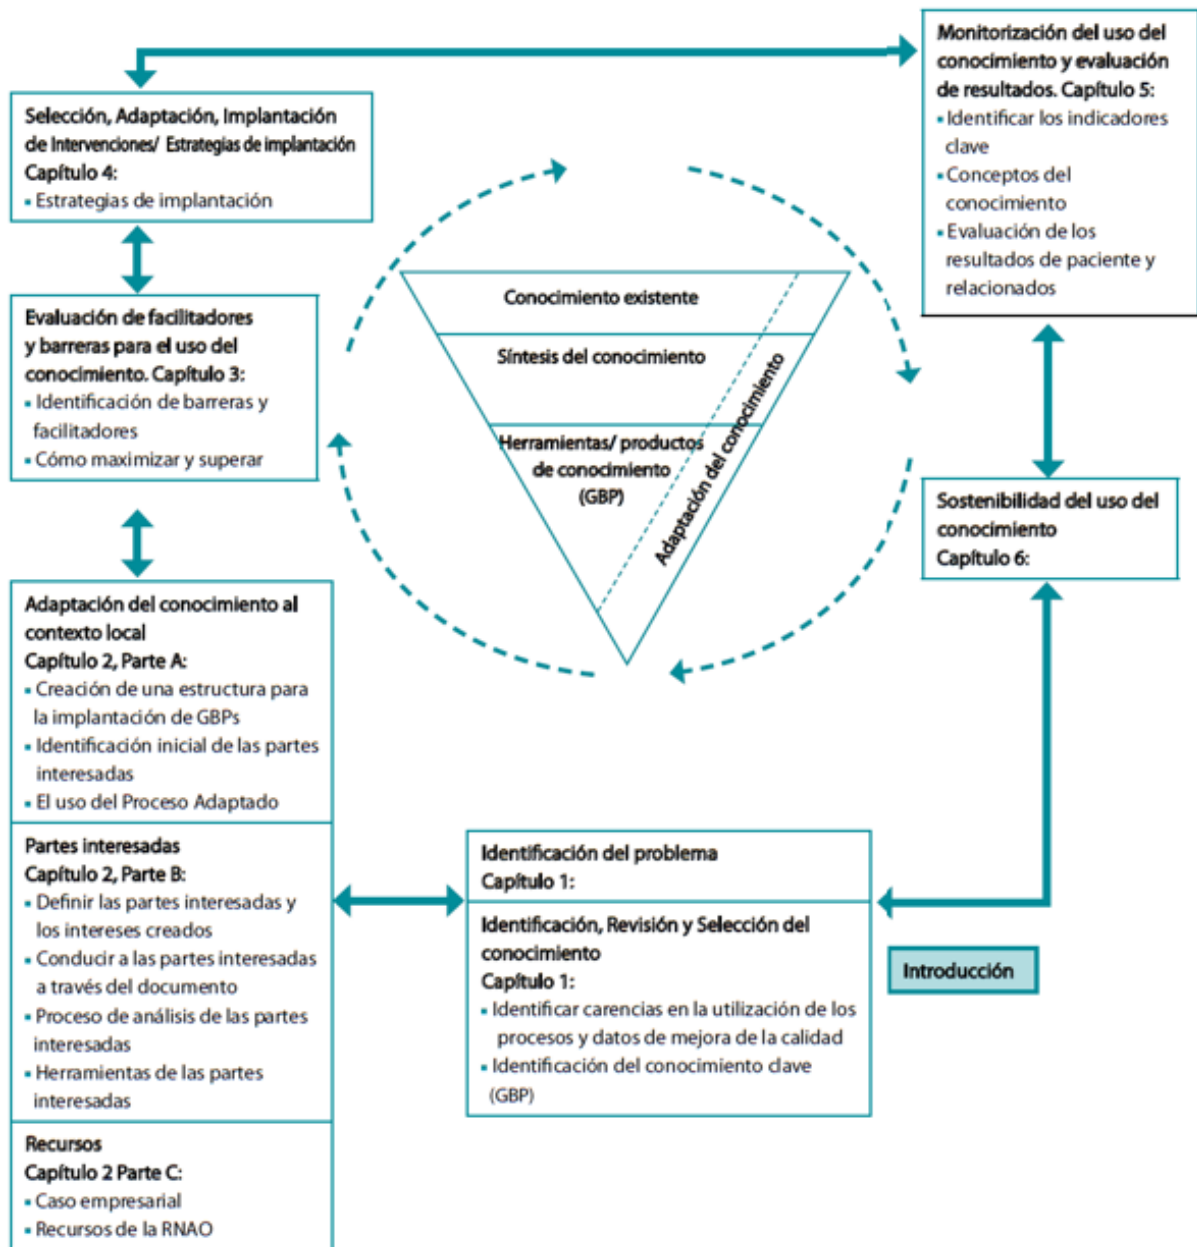 Monitorización del uso del
conocimiento y evaluación
de resultados. Capítulo 5:
▪ Identificar los indicadores
clave
▪ Conceptos del
conocimiento
▪ Evaluación de los
resultados de paciente y
relacionados
Selección, Adaptación, Implantación
de Intervenciones/ Estrategias de implantación
Capítulo 4:
▪ Estrategias de implantación
Evaluación de facilitadores
y barreras para el uso del
conocimiento. Capítulo 3:
▪ Identificación de barreras y
facilitadores
▪ Cómo maximizar y superar
Conocimiento existente
Síntesis del conocimiento
Herramientas/ productos
de conocimiento
(GBP)
Adaptación del conocimiento
Sostenibilidad del uso del
conocimiento
Capítulo 6:
Adaptación del conocimiento al
contexto local
Capítulo 2, Parte A:
▪ Creación de una estructura para
la implantación de GBPs
▪ Identificación inicial de las partes
interesadas
▪ El uso del Proceso Adaptado
Partes interesadas
Capítulo 2, Parte B:
▪ Definir las partes interesadas y
los intereses creados
▪ Conducir a las partes interesadas
a través del documento
▪ Proceso de análisis de las partes
interesadas
▪ Herramientas de las partes
interesadas
Recursos
Capítulo 2 Parte C:
▪ Caso empresarial
▪ Recursos de la RNAO
Identificación del problema
Capítulo 1:
Identificación, Revisión y Selección del
conocimiento
Capítulo 1:
▪ Identificar carencias en la utilización de los
procesos y datos de mejora de la calidad
▪ Identificación del conocimiento clave
(GBP)
Introducción